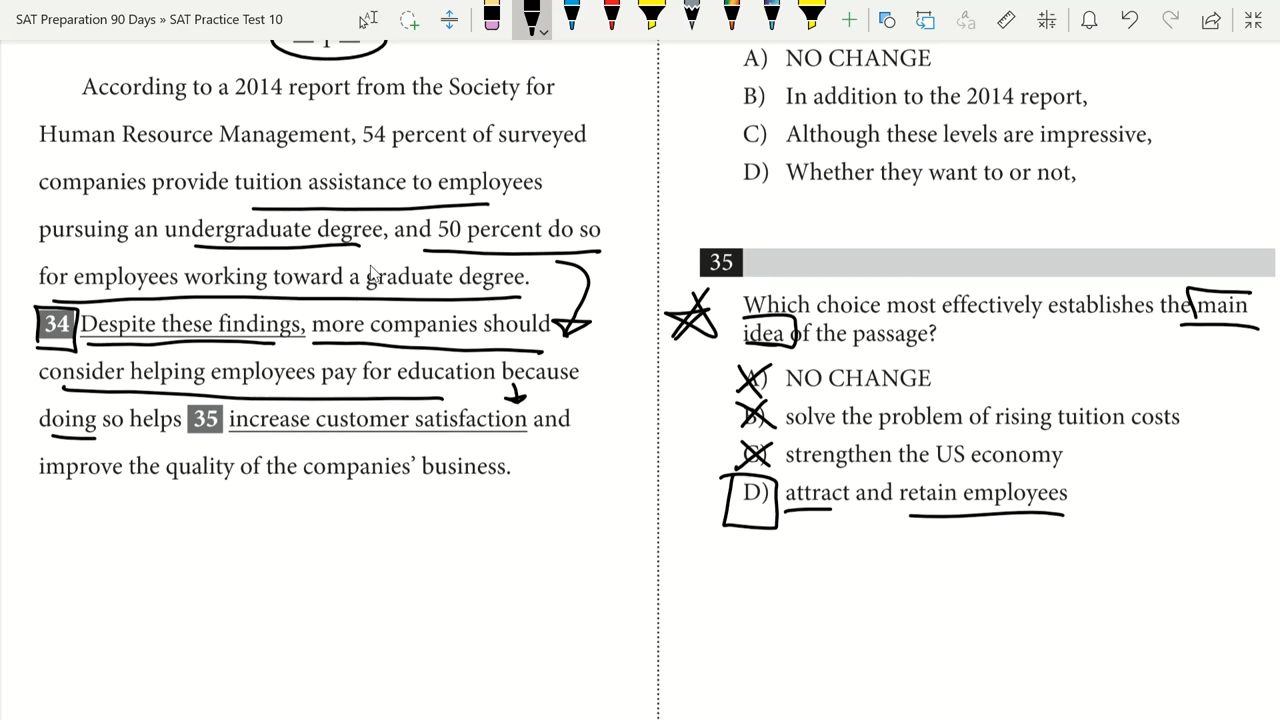 SAT Preparation 90 Days » SAT Practice Test 10
According to a 2014 report from the Society for
Human Resource Management, 54 percent of surveyed
companies provide tuition assistance to employees
pursuing an undergraduate degree, and 50 percent do so
for employees working toward a graduate degree.
34 Despite these findings, more companies should
consider helping employees pay for education because
doing so helps 35 increase customer satisfaction and
improve the quality of the companies’ business.
A) NO CHANGE
B) In addition to the 2014 report,
C) Although these levels are impressive,
D) Whether they want to or not,
35
Which choice most effectively establishes the main
idea of the passage?
A) NO CHANGE
B) solve the problem of rising tuition costs
C) strengthen the US economy
D) attract and retain employees